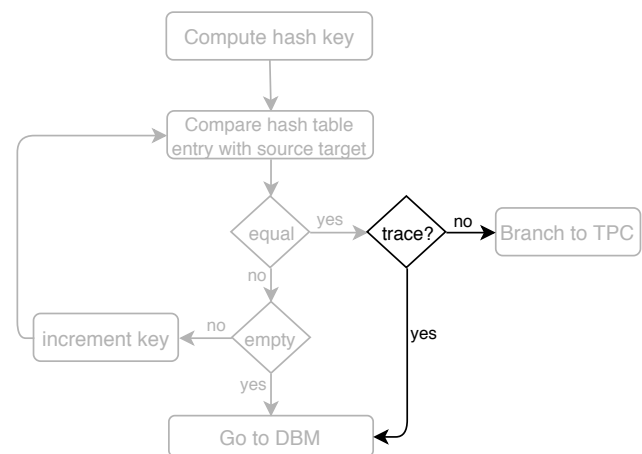 Compute hash key
Compare hash table
entry with source target
equal
yes
trace?
no
Branch to TPC
no
yes
increment key
no
empty
yes
Go to DBM